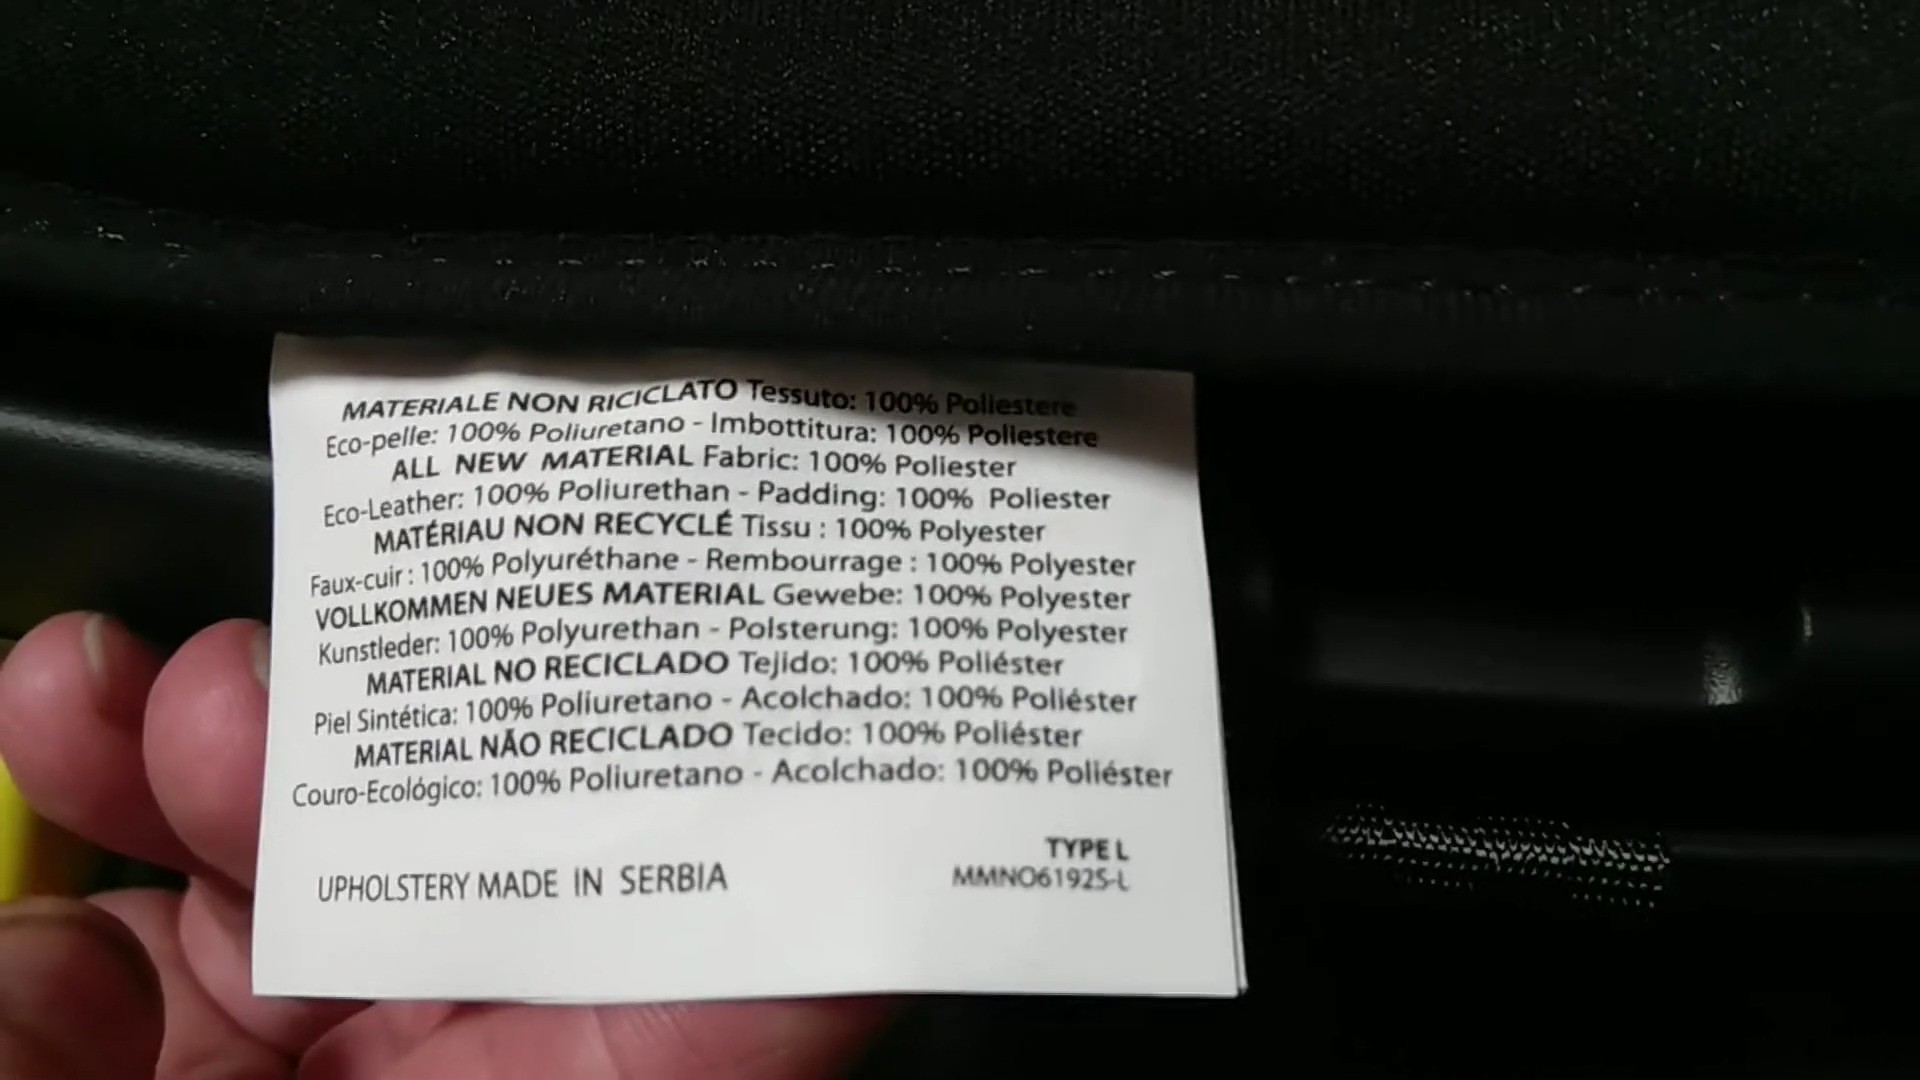 MATERIALE NON RICICLATO Tessuto: 100% Poliestere
Eco-pelle: 100% Poliuretano - Imbottitura: 100% Poliestere
ALL NEW MATERIAL Fabric: 100% Poliester
Eco-Leather: 100% Poliurethan - Padding: 100% Poliester
MATÉRIAU NON RECYCLÉ Tissu : 100% Polyester
Faux-cuir : 100% Polyuréthane - Rembourrage : 100% Polyester
VOLLKOMMEN NEUES MATERIAL Gewebe: 100% Polyester
Kunstleder: 100% Polyurethan - Polsterung: 100% Polyester
MATERIAL NO RECICLADO Tejido: 100% Poliéster
Piel Sintética: 100% Poliuretano - Acolchado: 100% Poliéster
MATERIAL NÃO RECICLADO Tecido: 100% Poliéster
Couro-Ecológico: 100% Poliuretano - Acolchado: 100% Poliéster
TYPE L
UPHOLSTERY MADE IN SERBIA MMNO61925-L